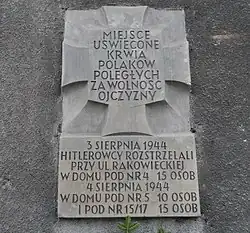 MIEJSCE
UŚWIĘCONE
KRWIĄ
POLAKÓW
POLEGŁYCH
ZA WOLNOŚĆ
OJCZYZNY
3 SIERPNIA 1944
HITLEROWCY ROZSTRZELALI
PRZY UL RAKOWIECKIEJ
W DOMU POD NR 4 15 OSÓB
4 SIERPNIA 1944
W DOMU POD NR 5 10 OSÓB
I POD NR 15/17 15 OSÓB